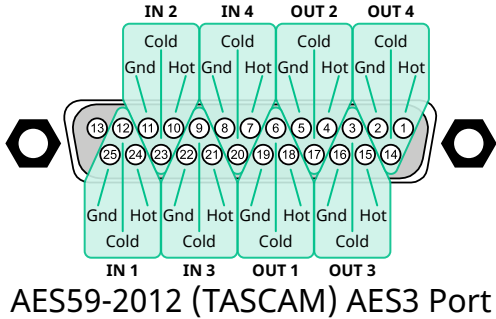 IN 2 IN 4 OUT 2 OUT 4
Cold Cold Cold Cold
Gnd Hot Gnd Hot Gnd Hot Gnd Hot
13 12 11 10 9 8 7 6 5 4 3 2 1
25 24 23 22 21 20 19 18 17 16 15 14
Gnd Hot Gnd Hot Gnd Hot Gnd Hot
Cold Cold Cold Cold
IN 1 IN 3 OUT 1 OUT 3
AES59-2012 (TASCAM) AES3 Port